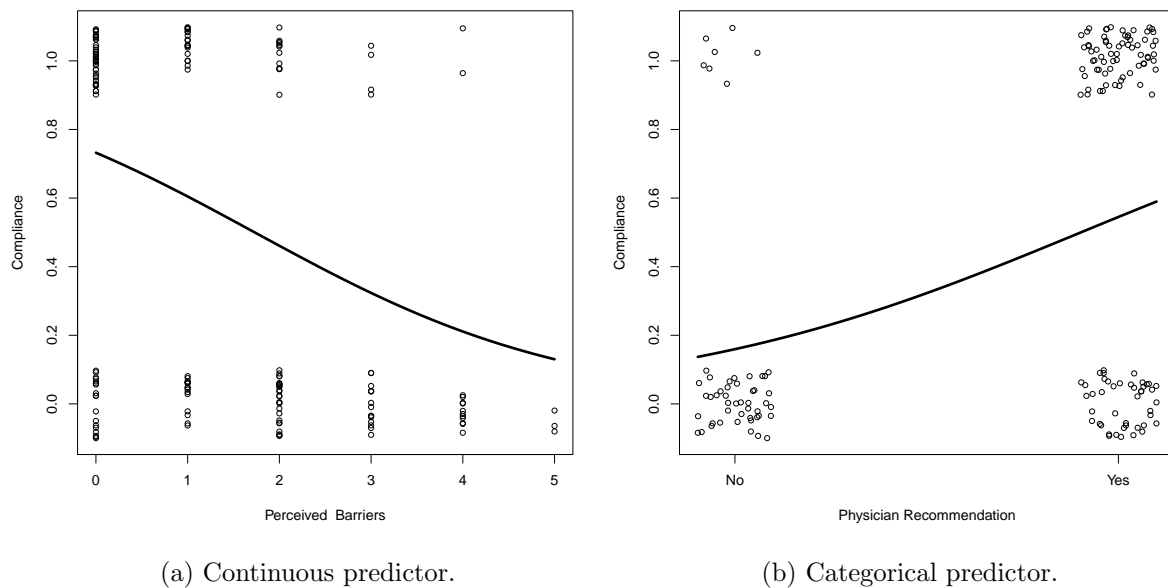 0.0 0.2 0.4 0.6 0.8 1.0
Compliance
0 1 2 3 4 5
Perceived Barriers
(a) Continuous predictor.
0.0 0.2 0.4 0.6 0.8 1.0
Compliance
No Yes
Physician Recommendation
(b) Categorical predictor.